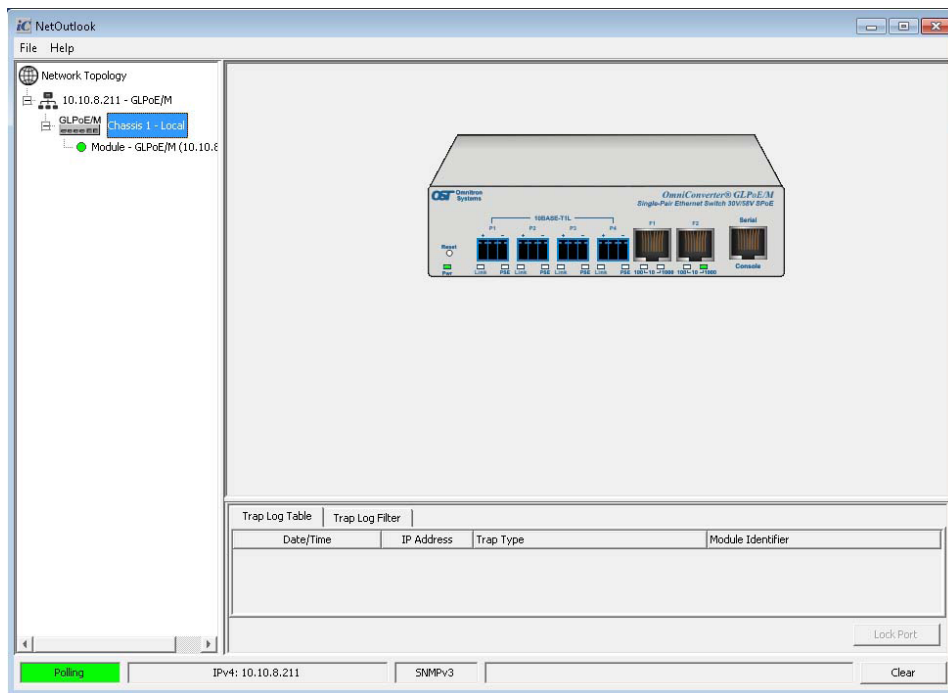 iC NetOutlook
File Help
Network Topology
10.10.8.211 - GLPoE/M
GLPoE/M Chassis 1 - Local
Module - GLPoE/M (10.10.8
OST Omnitron Systems
OmniConverter® GLPoE/M
Single-Pair Ethernet Switch 30V/58V SPoE
10BASE-T1L
P1 P2 P3 P4 F1 F2 Serial
+ - + - + - + -
Reset
Pwr Link PSE Link PSE Link PSE Link PSE 100 10 1000 100 10 1000 Console
Trap Log Table Trap Log Filter
Date/Time IP Address Trap Type Module Identifier
Lock Port
Polling IPv4: 10.10.8.211 SNMPv3 Clear